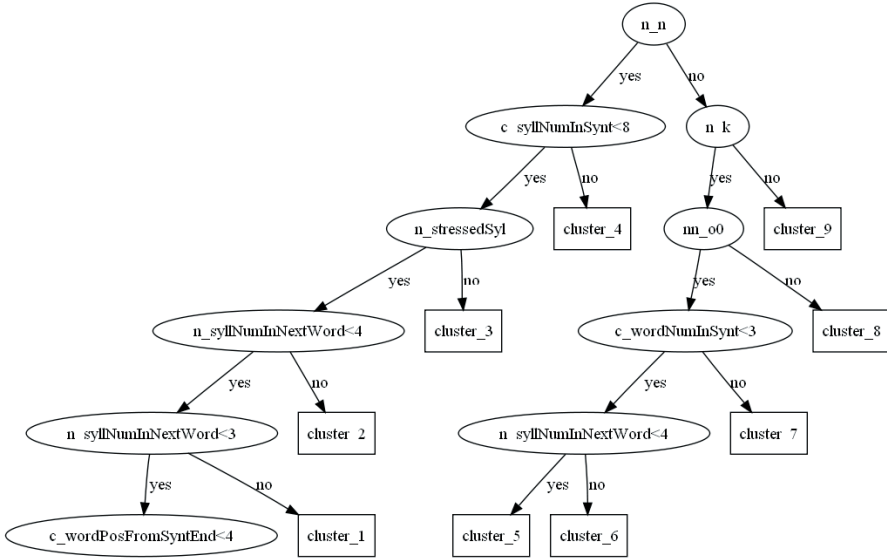 n_n
yes
no
c_syllNumInSynt<8
n_k
yes
no
yes
no
n_stressedSyl
cluster_4
nn_o0
cluster_9
yes
no
yes
no
n_syllNumInNextWord<4
cluster_3
c_wordNumInSynt<3
cluster_8
yes
no
yes
no
n_syllNumInNextWord<3
cluster_2
n_syllNumInNextWord<4
cluster_7
yes
no
yes
no
c_wordPosFromSyntEnd<4
cluster_1
cluster_5
cluster_6